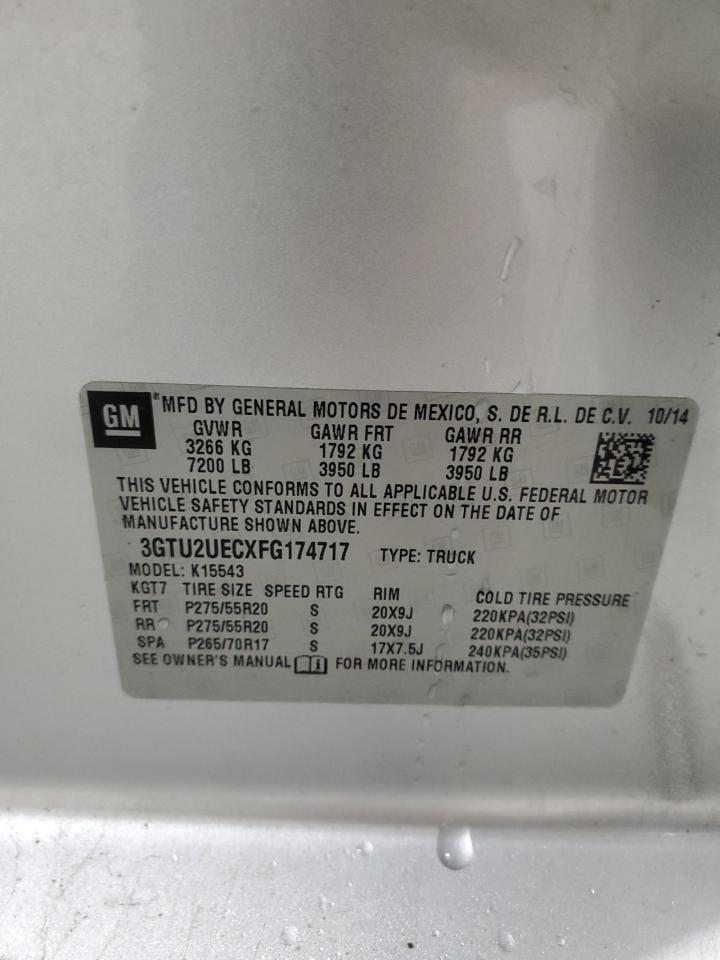 GM ®MFD BY GENERAL MOTORS DE MEXICO, S. DE R.L. DE C.V. 10/14
GVWR GAWR FRT GAWR RR
3266 KG 1792 KG 1792 KG
7200 LB 3950 LB 3950 LB
THIS VEHICLE CONFORMS TO ALL APPLICABLE U.S. FEDERAL MOTOR
VEHICLE SAFETY STANDARDS IN EFFECT ON THE DATE OF
MANUFACTURE SHOWN ABOVE.
3GTU2UECXFG174717 TYPE: TRUCK
MODEL: K15543
KGT7 TIRE SIZE SPEED RTG RIM COLD TIRE PRESSURE
FRT P275/55R20 S 20X9J 220KPA(32PSI)
RR P275/55R20 S 20X9J 220KPA(32PSI)
SPA P265/70R17 S 17X7.5J 240KPA(35PSI)
SEE OWNER'S MANUAL FOR MORE INFORMATION.